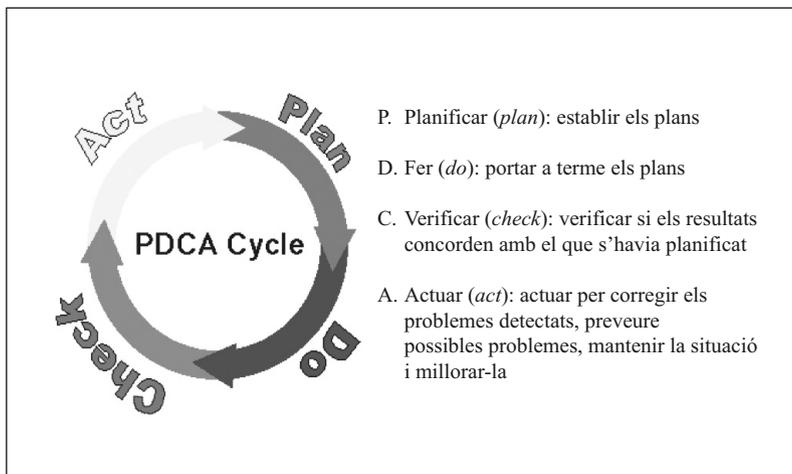 Act
Plan
PDCA Cycle
Check
Do
P. Planificar (plan): establir els plans
D. Fer (do): portar a terme els plans
C. Verificar (check): verificar si els resultats
concorden amb el que s’havia planificat
A. Actuar (act): actuar per corregir els
problemes detectats, preveure
possibles problemes, mantenir la situació
i millorar-la